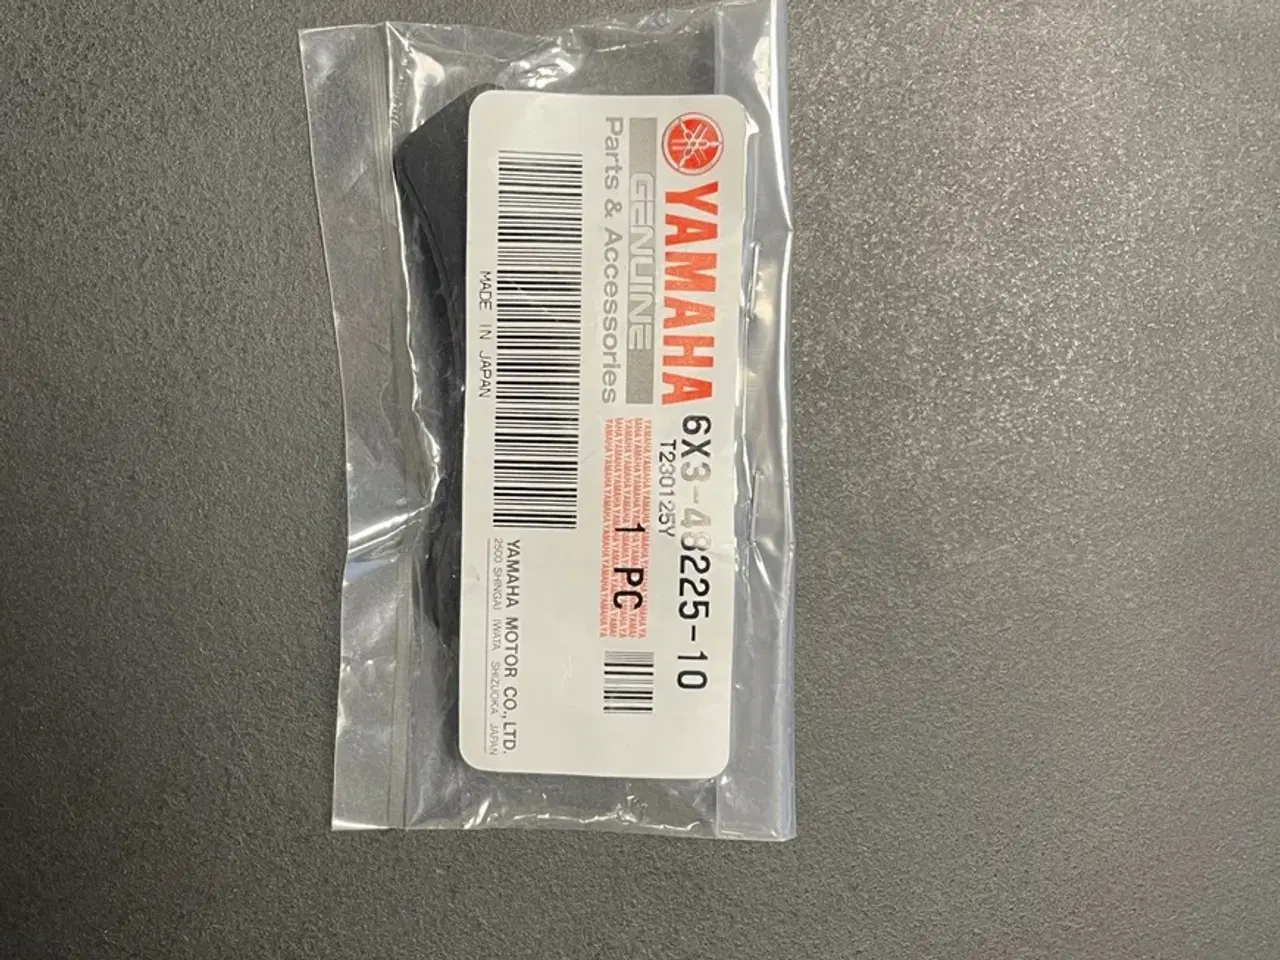 YAMAHA
GENUINE
Parts & Accessories
6X3-48225-10
T230125Y
1 PC
MADE IN JAPAN
YAMAHA MOTOR CO., LTD.
2500 SHINGAI IWATA SHIZUOKA JAPAN